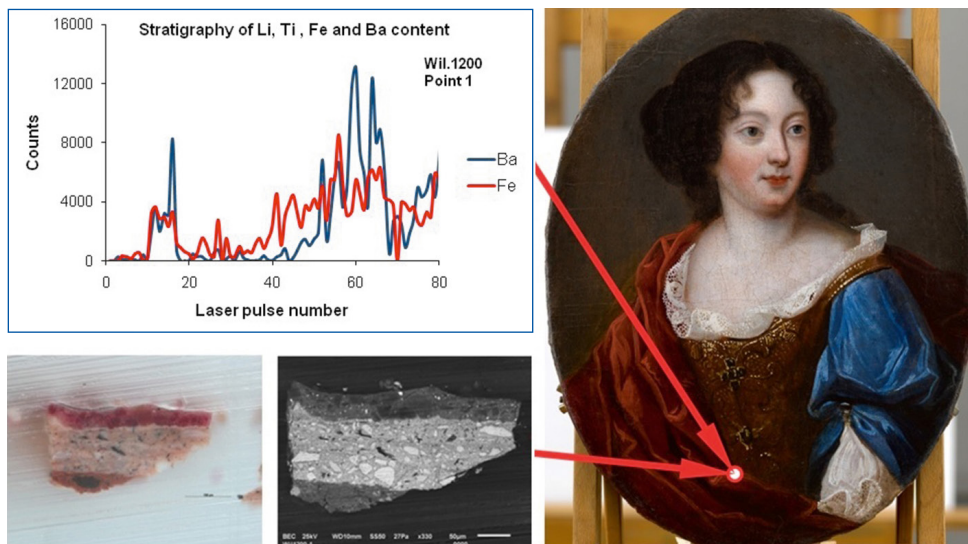 Stratigraphy of Li, Ti , Fe and Ba content
Wil.1200
Point 1
16000
12000
8000
4000
0
Counts
Ba
Fe
0 20 40 60 80
Laser pulse number
BEC 25kV WD10mm SS50 27Pa x330 50µm